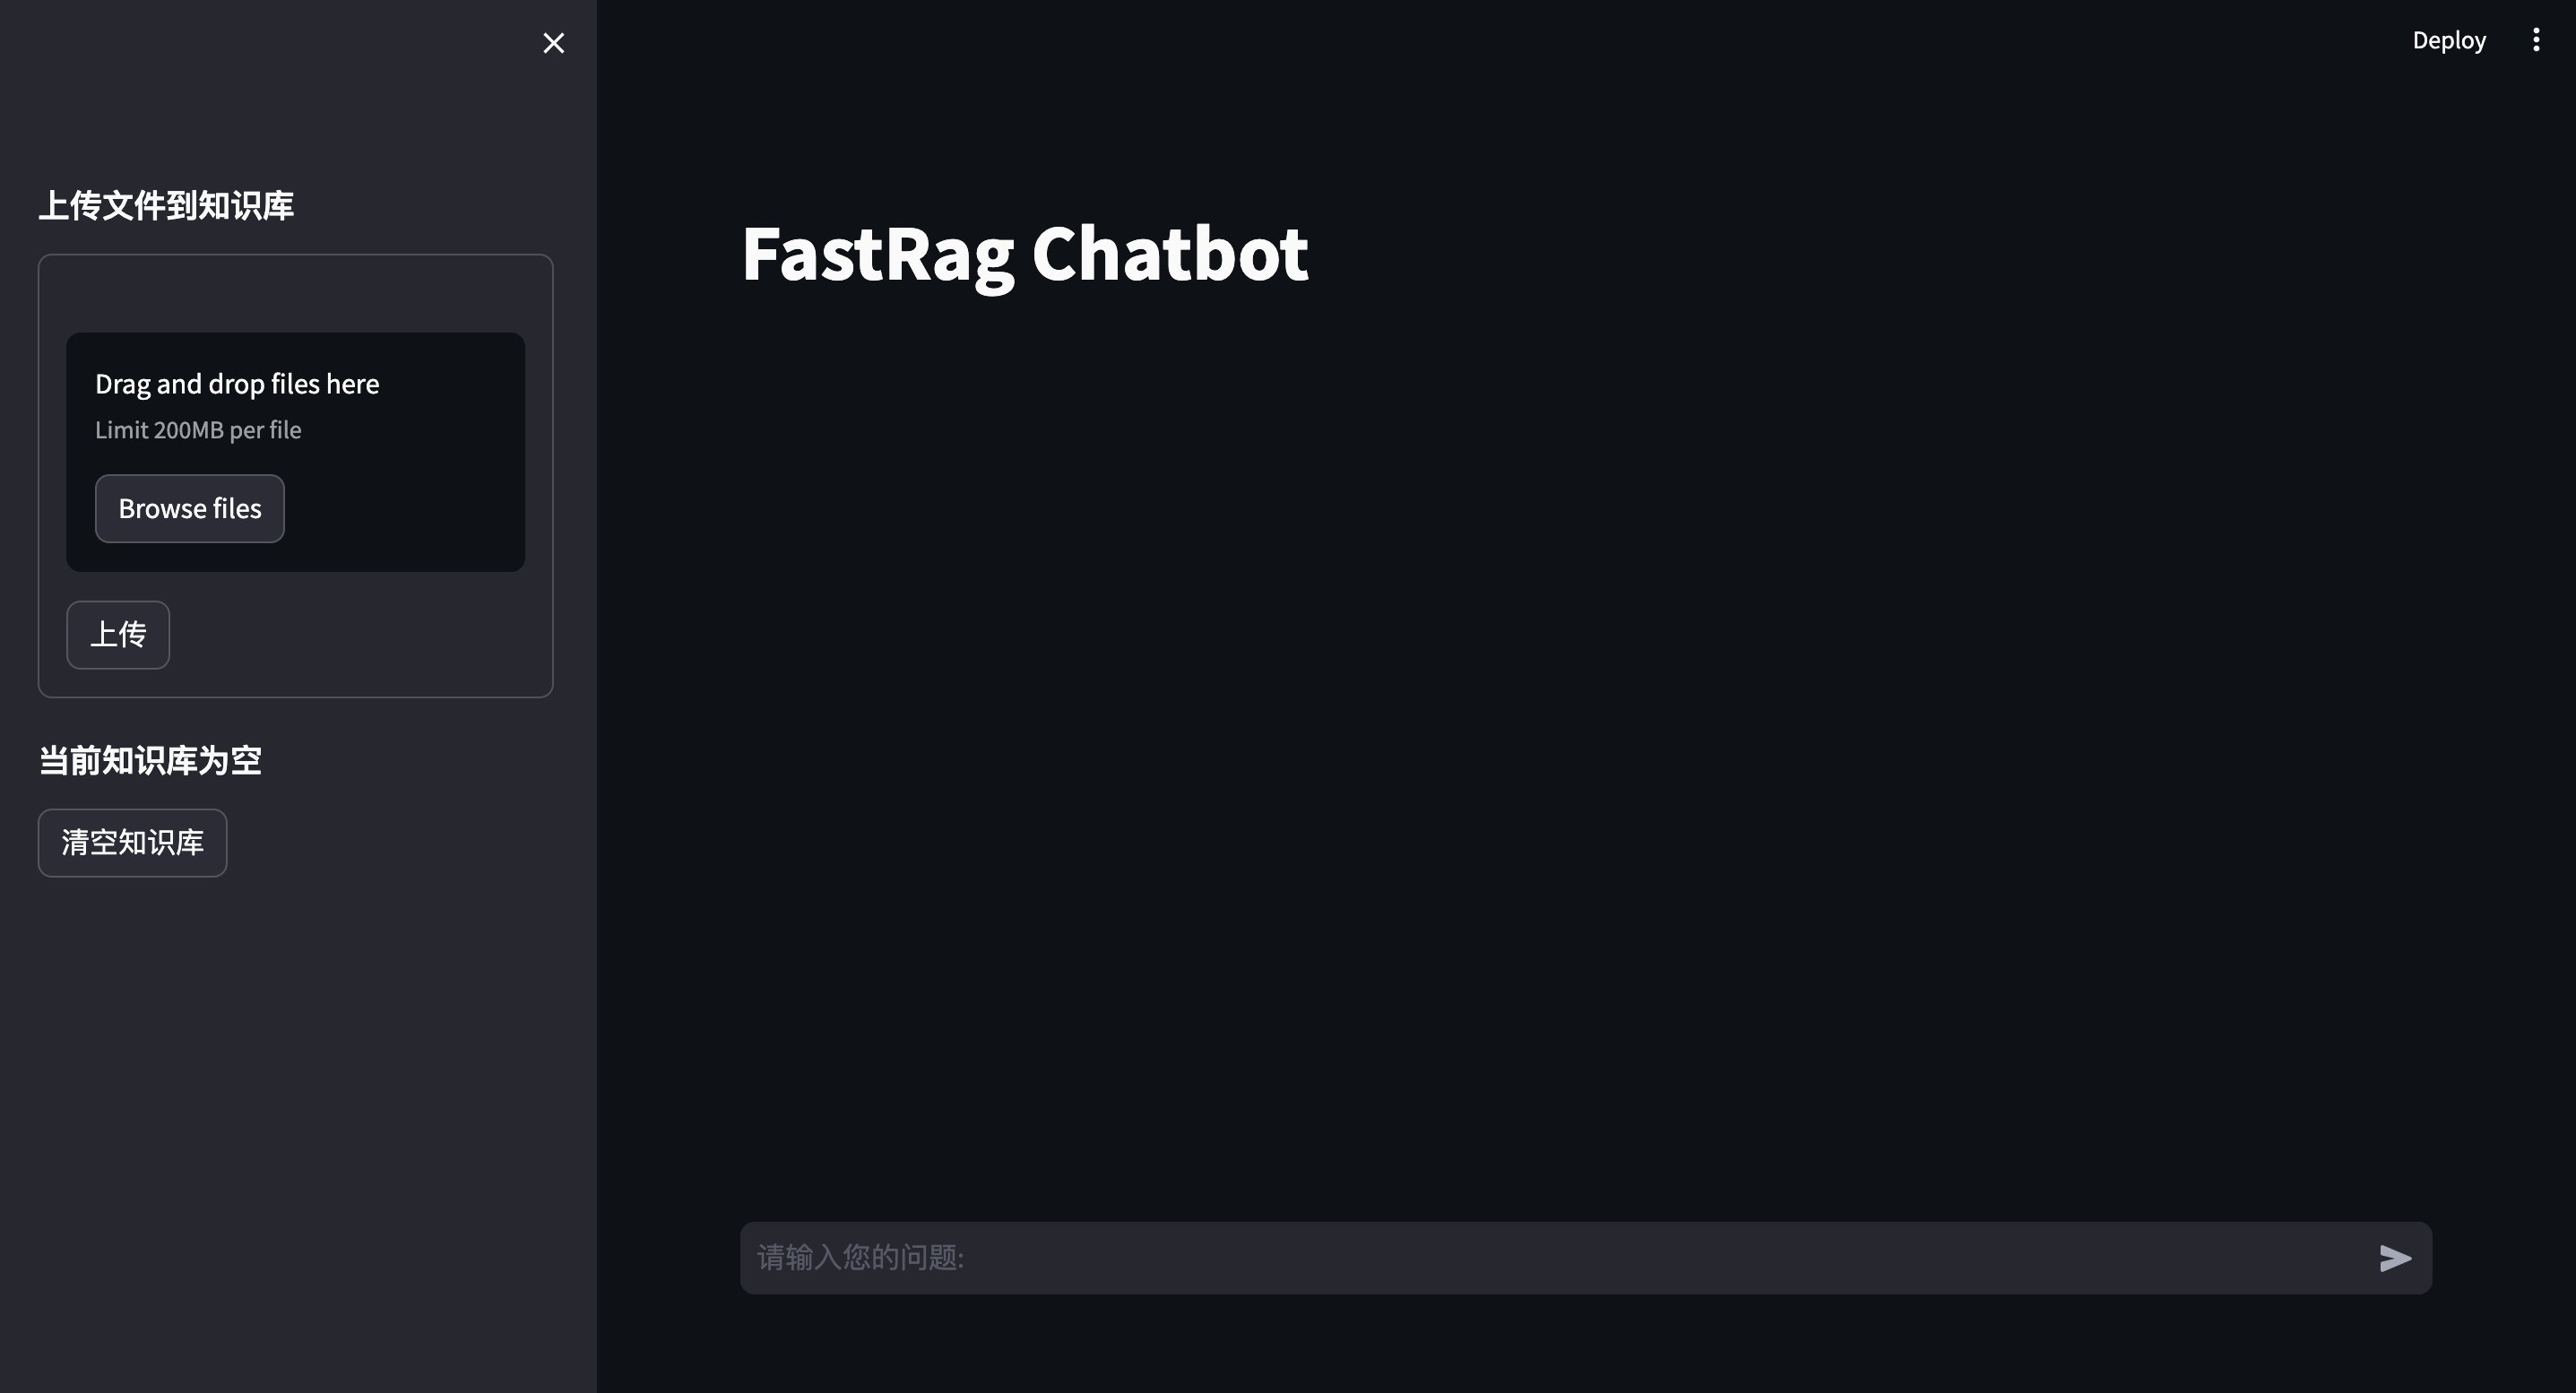 上传文件到知识库
Drag and drop files here
Limit 200MB per file
Browse files
上传
当前知识库为空
清空知识库
Deploy
FastRag Chatbot
请输入您的问题: